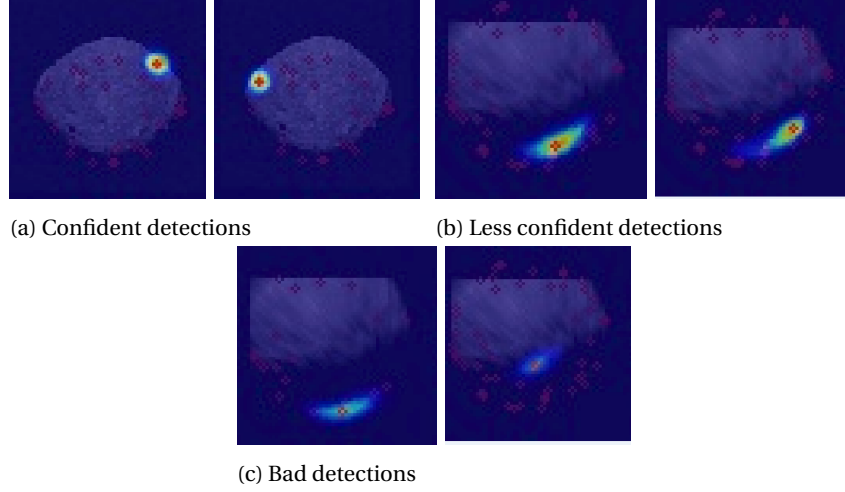 (a) Confident detections
(b) Less confident detections
(c) Bad detections